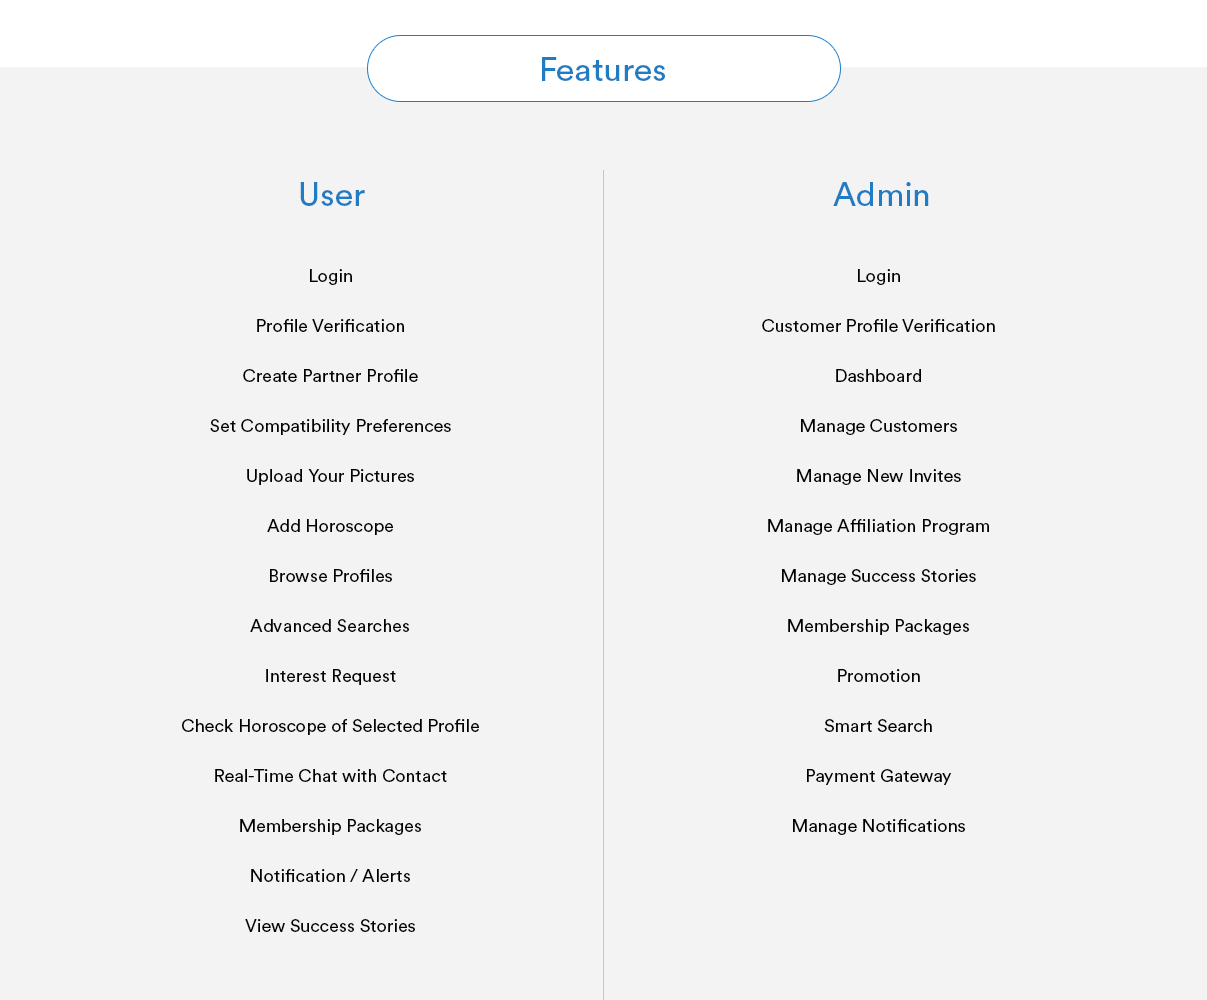 Features
User
Login
Profile Verification
Create Partner Profile
Set Compatibility Preferences
Upload Your Pictures
Add Horoscope
Browse Profiles
Advanced Searches
Interest Request
Check Horoscope of Selected Profile
Real-Time Chat with Contact
Membership Packages
Notification / Alerts
View Success Stories
Admin
Login
Customer Profile Verification
Dashboard
Manage Customers
Manage New Invites
Manage Affiliation Program
Manage Success Stories
Membership Packages
Promotion
Smart Search
Payment Gateway
Manage Notifications